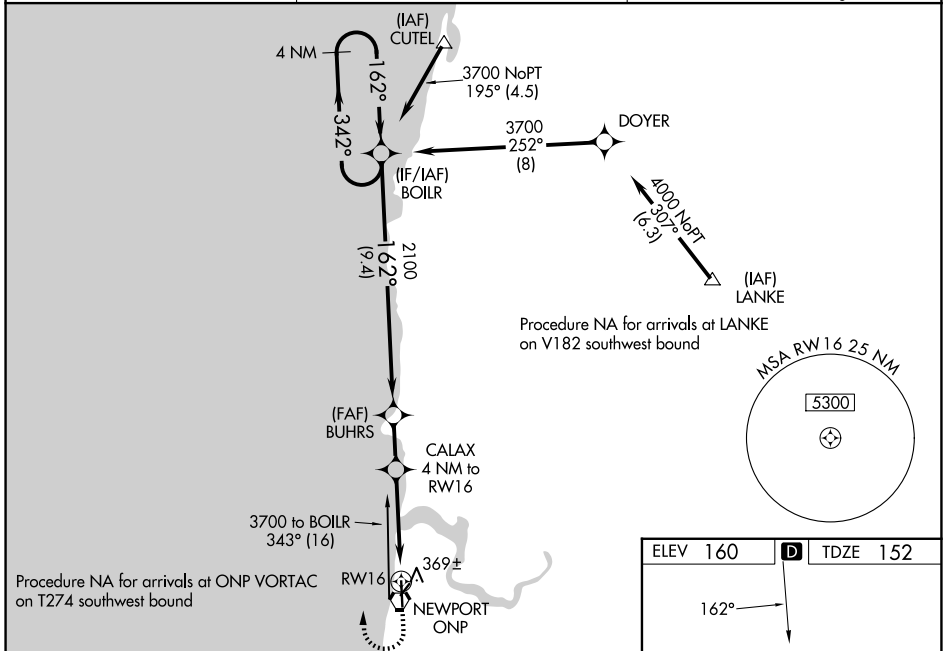 (IAF)
CUTEL
4 NM
162°
342°
3700 NoPT
195° (4.5)
3700
252°
(8)
DOYER
(IF/IAF)
BOILR
4000 NoPT
307°
(6.3)
(IAF)
LANKE
2100
162°
(9.4)
Procedure NA for arrivals at LANKE
on V182 southwest bound
MSA RW16 25 NM
5300
(FAF)
BUHRS
CALAX
4 NM to
RW16
3700 to BOILR
343° (16)
369±
RW16
NEWPORT
ONP
Procedure NA for arrivals at ONP VORTAC
on T274 southwest bound
ELEV 160 D TDZE 152
162°